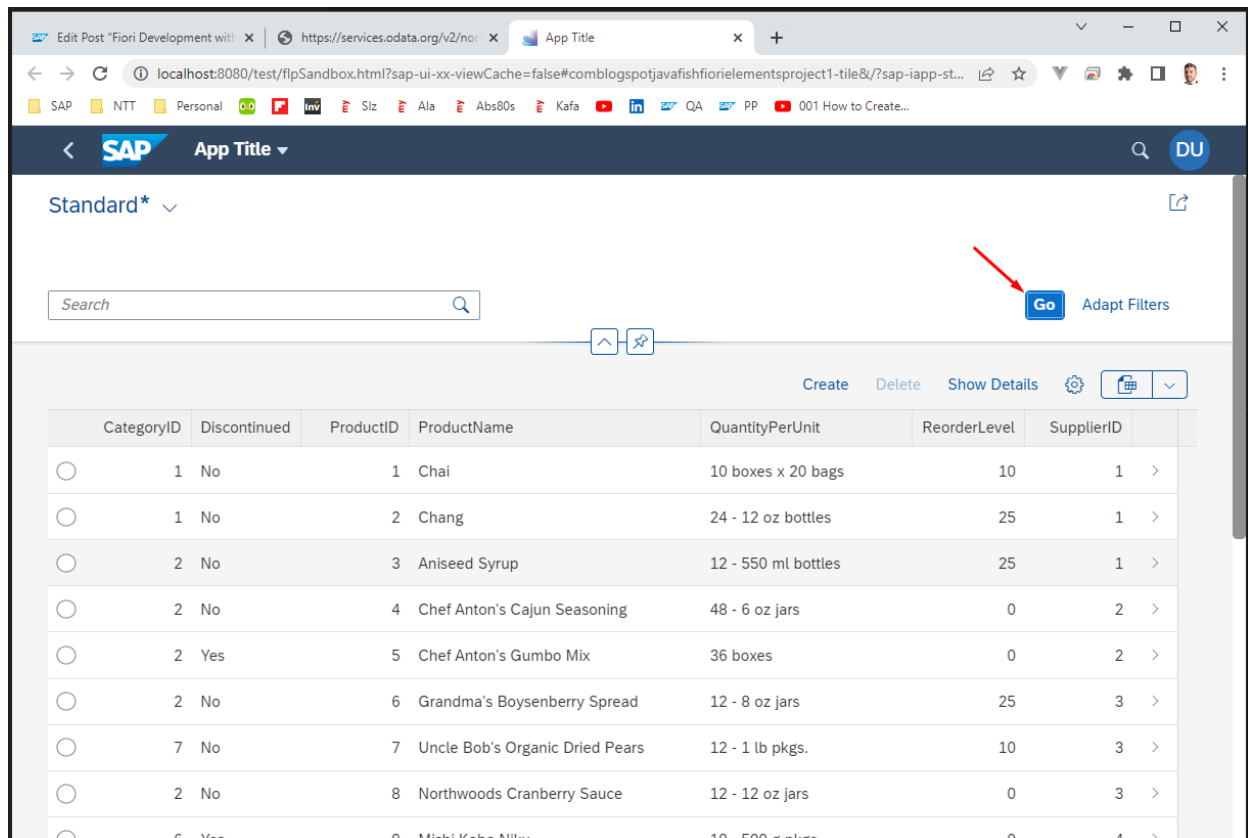 Edit Post "Fiori Development with https://services.odata.org/v2/nor App Title
localhost:8080/test/flpSandbox.html?sap-ui-xx-viewCache=false#comblogspotjavafishfiorielementsproject1-tile&/?sap-iapp-st...
SAP NTT Personal inv Slz Ala Abs80s Kafa in QA PP 001 How to Create...
SAP App Title DU
Standard*
Search Go Adapt Filters
Create Delete Show Details
CategoryID Discontinued ProductID ProductName QuantityPerUnit ReorderLevel SupplierID
1 No 1 Chai 10 boxes x 20 bags 10 1
1 No 2 Chang 24 - 12 oz bottles 25 1
2 No 3 Aniseed Syrup 12 - 550 ml bottles 25 1
2 No 4 Chef Anton's Cajun Seasoning 48 - 6 oz jars 0 2
2 Yes 5 Chef Anton's Gumbo Mix 36 boxes 0 2
2 No 6 Grandma's Boysenberry Spread 12 - 8 oz jars 25 3
7 No 7 Uncle Bob's Organic Dried Pears 12 - 1 lb pkgs. 10 3
2 No 8 Northwoods Cranberry Sauce 12 - 12 oz jars 0 3